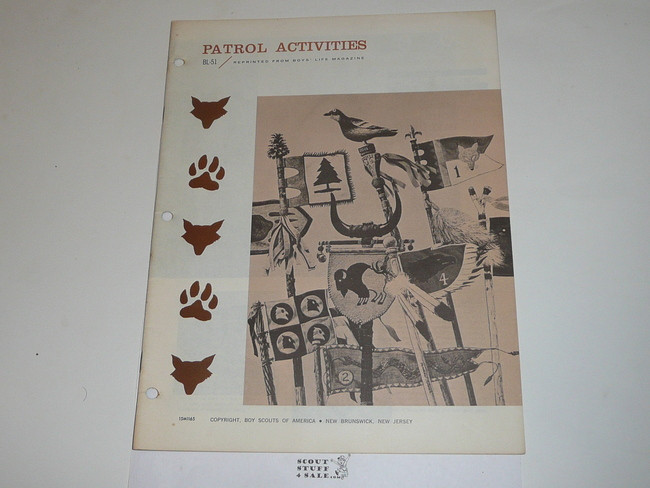 PATROL ACTIVITIES
BL-51 / REPRINTED FROM BOYS' LIFE MAGAZINE
1
4
2
COPYRIGHT, BOY SCOUTS OF AMERICA • NEW BRUNSWICK, NEW JERSEY
SCOUT
STUFF
4-SALE.com